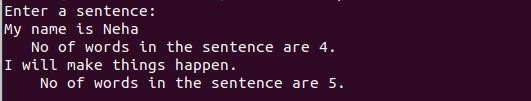 Enter a sentence:
My name is Neha
No of words in the sentence are 4.
I will make things happen.
No of words in the sentence are 5.